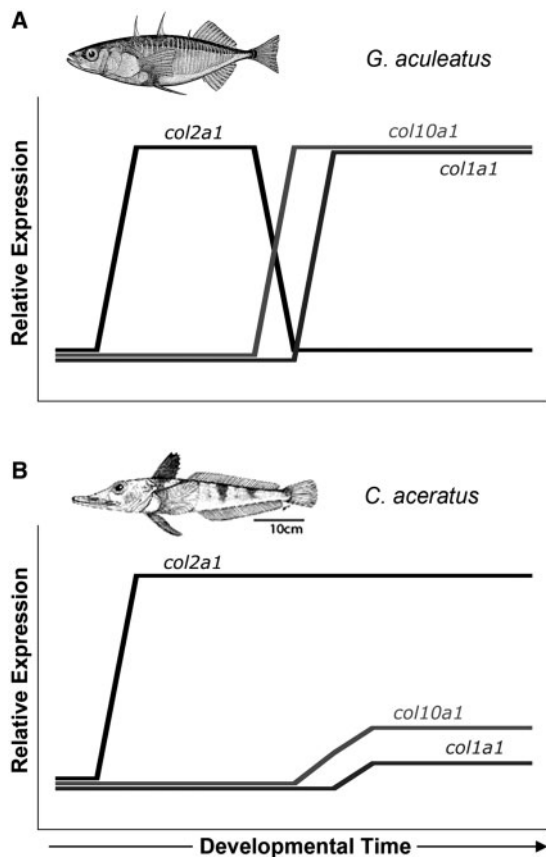 A
G. aculeatus
col2a1
col10a1
col1a1
Relative Expression
B
C. aceratus
10cm
col2a1
col10a1
col1a1
Relative Expression
Developmental Time